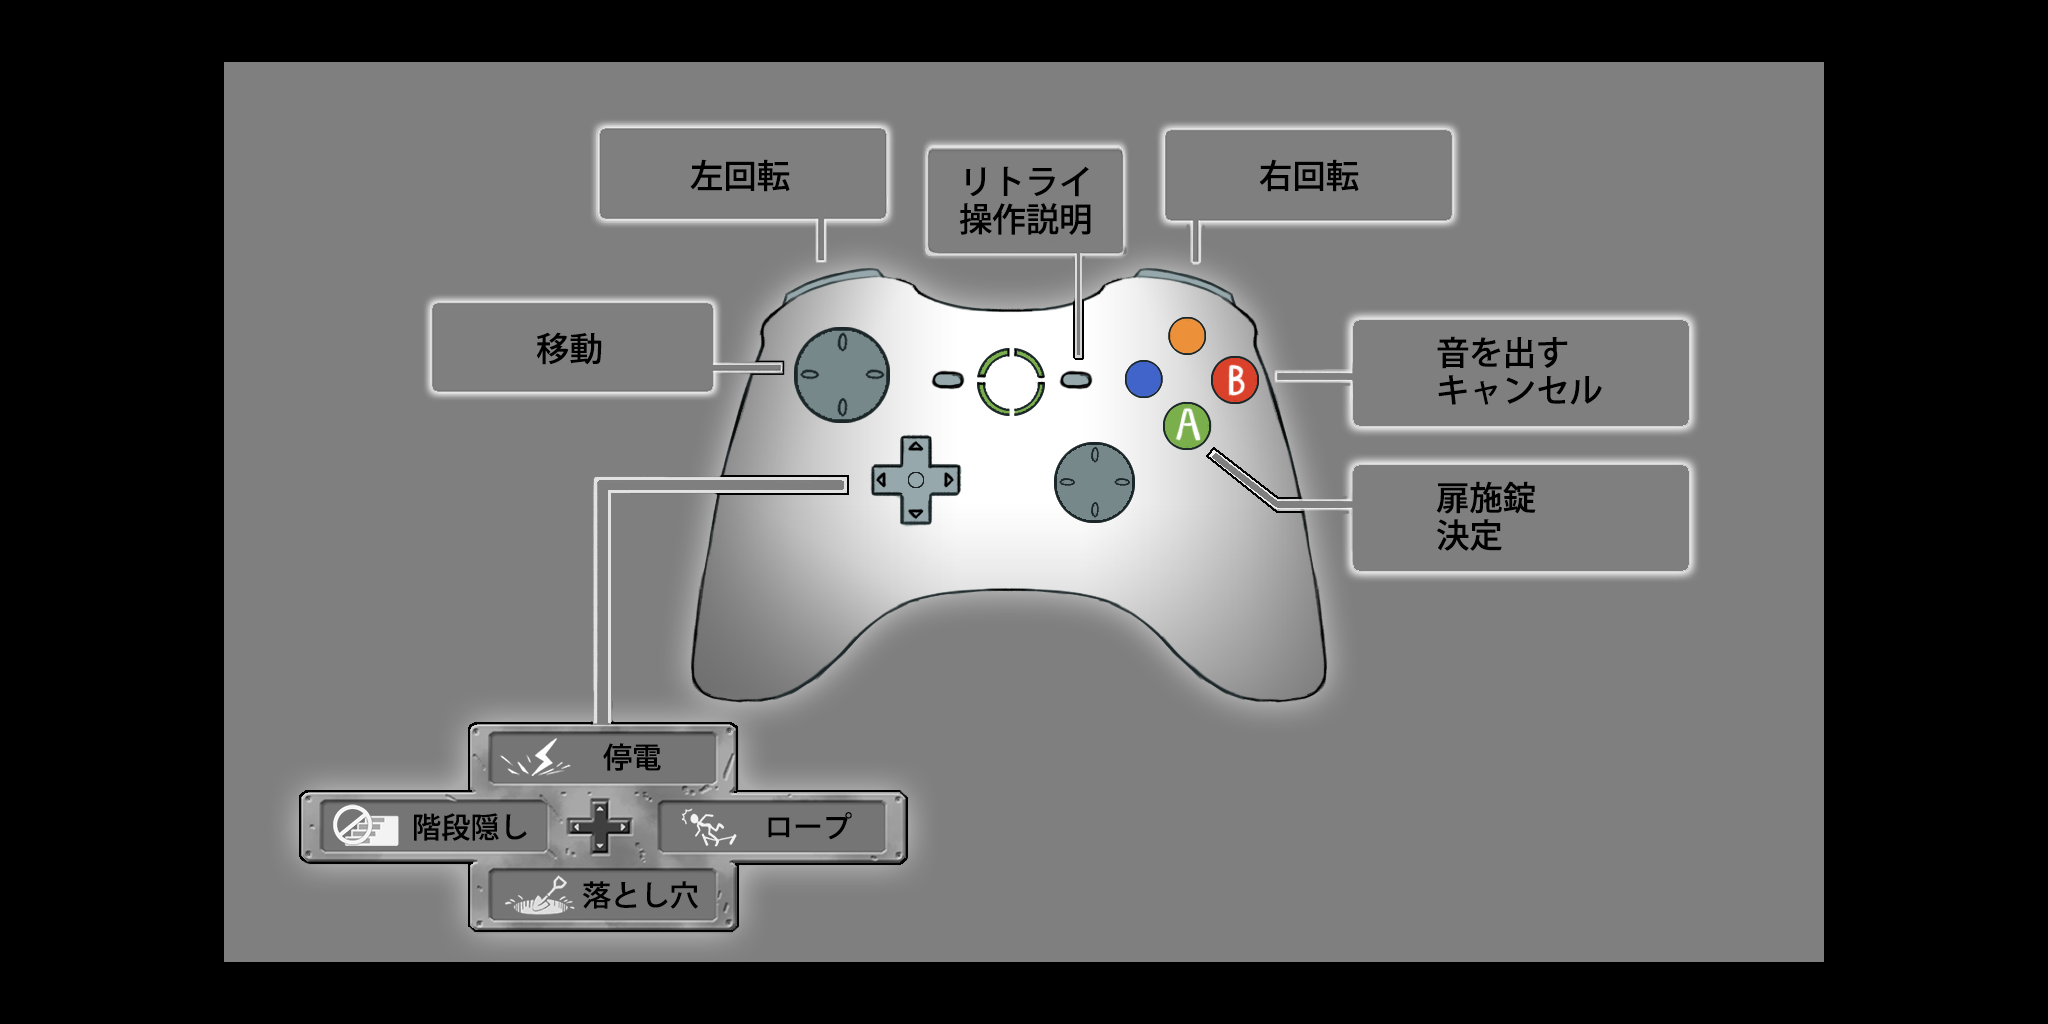 左回転
リトライ
操作説明
右回転
移動
音を出す
キャンセル
B
A
扉施錠
決定
停電
階段隠し
ロープ
落とし穴